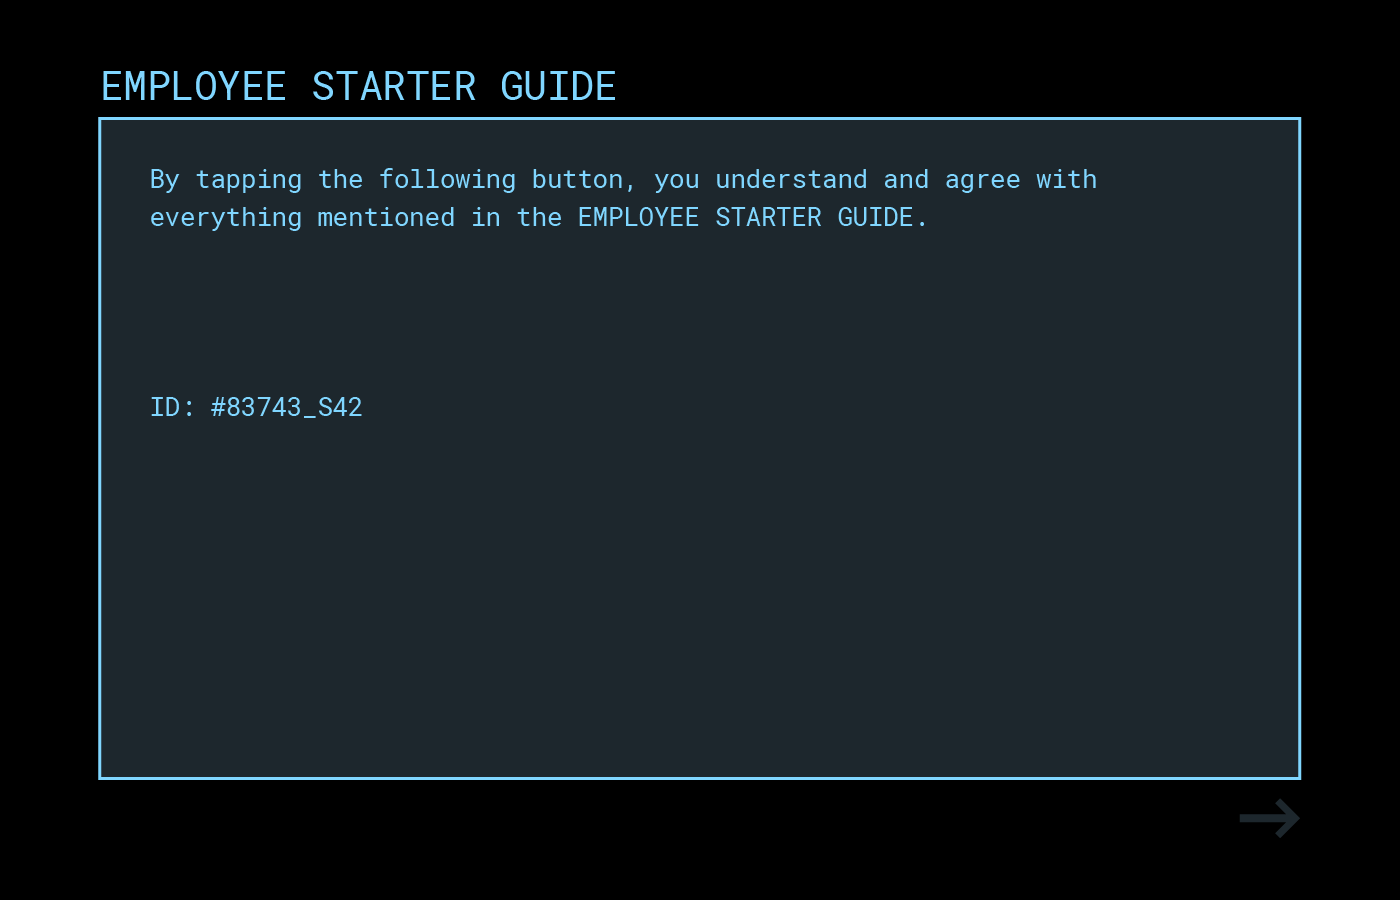 EMPLOYEE STARTER GUIDE
By tapping the following button, you understand and agree with
everything mentioned in the EMPLOYEE STARTER GUIDE.
ID: #83743_S42